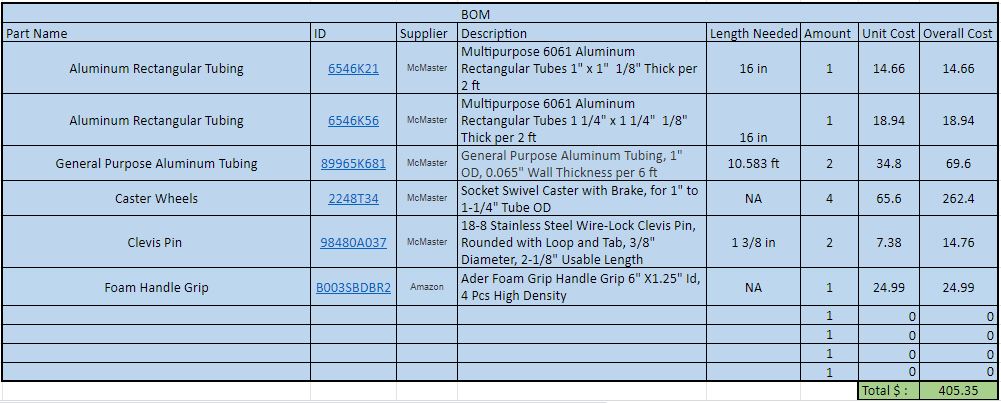 BOM
Part Name ID Supplier Description Length Needed Amount Unit Cost Overall Cost
Aluminum Rectangular Tubing 6546K21 McMaster Multipurpose 6061 Aluminum
Rectangular Tubes 1" x 1" 1/8" Thick per
2 ft 16 in 1 14.66 14.66
Aluminum Rectangular Tubing 6546K56 McMaster Multipurpose 6061 Aluminum
Rectangular Tubes 1 1/4" x 1 1/4" 1/8"
Thick per 2 ft 16 in 1 18.94 18.94
General Purpose Aluminum Tubing 89965K681 McMaster General Purpose Aluminum Tubing, 1"
OD, 0.065" Wall Thickness per 6 ft 10.583 ft 2 34.8 69.6
Caster Wheels 2248T34 McMaster Socket Swivel Caster with Brake, for 1" to
1-1/4" Tube OD NA 4 65.6 262.4
Clevis Pin 98480A037 McMaster 18-8 Stainless Steel Wire-Lock Clevis Pin,
Rounded with Loop and Tab, 3/8"
Diameter, 2-1/8" Usable Length 1 3/8 in 2 7.38 14.76
Foam Handle Grip B003SBDBR2 Amazon Ader Foam Grip Handle Grip 6" X1.25" Id,
4 Pcs High Density NA 1 24.99 24.99
1 0 0
1 0 0
1 0 0
1 0 0
Total $ : 405.35